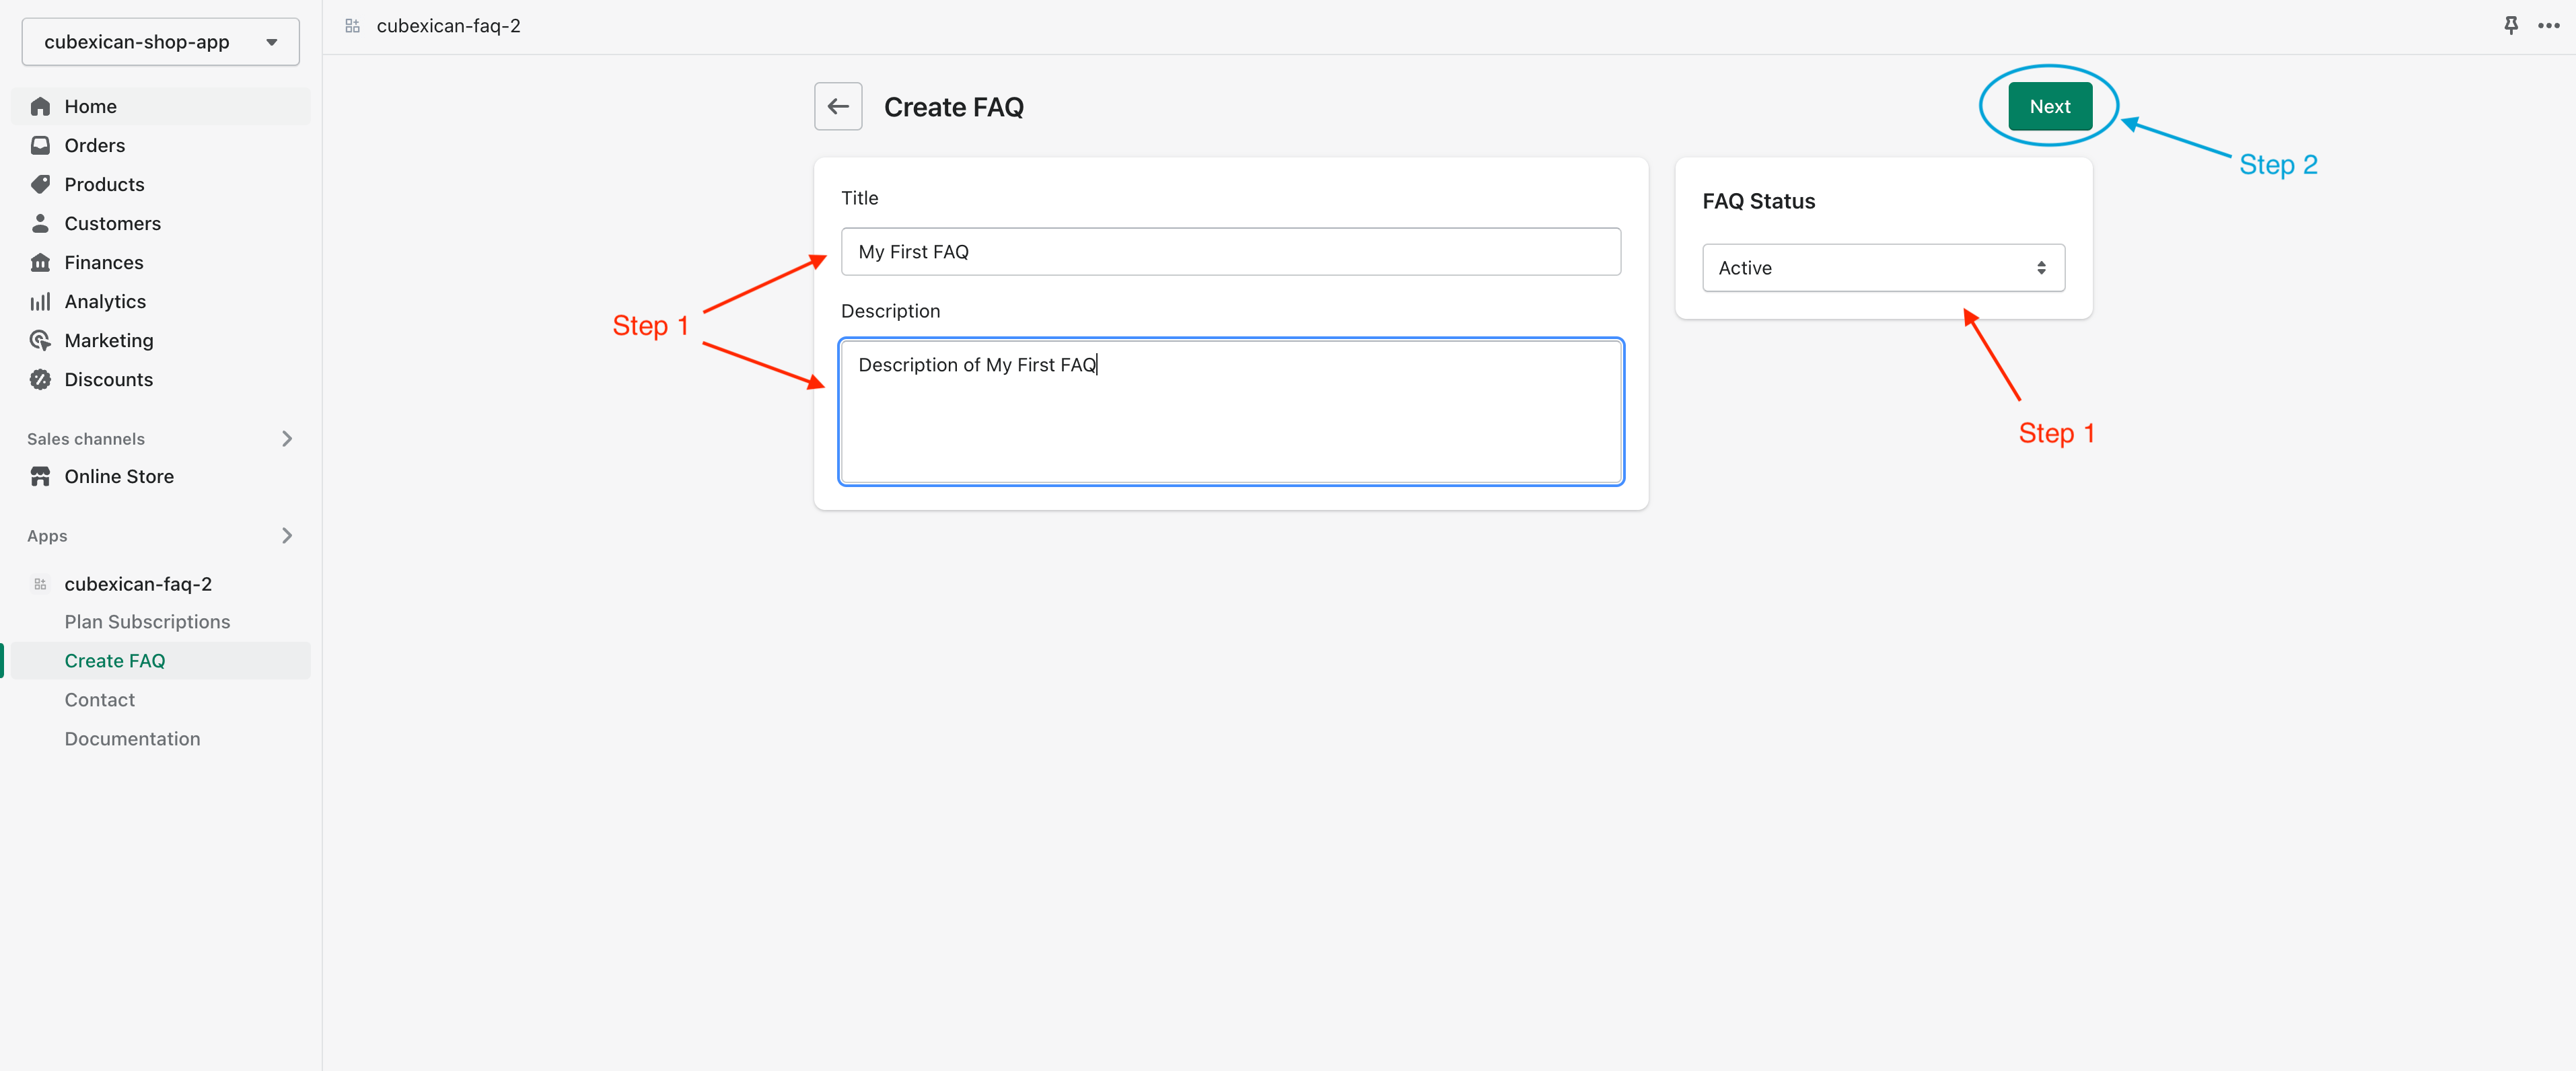 cubexican-shop-app
Home
Orders
Products
Customers
Finances
Analytics
Marketing
Discounts
Sales channels
Online Store
Apps
cubexican-faq-2
Plan Subscriptions
Create FAQ
Contact
Documentation
cubexican-faq-2
Create FAQ
Next
Step 2
Title
My First FAQ
Step 1
Description
Description of My First FAQ
FAQ Status
Active
Step 1